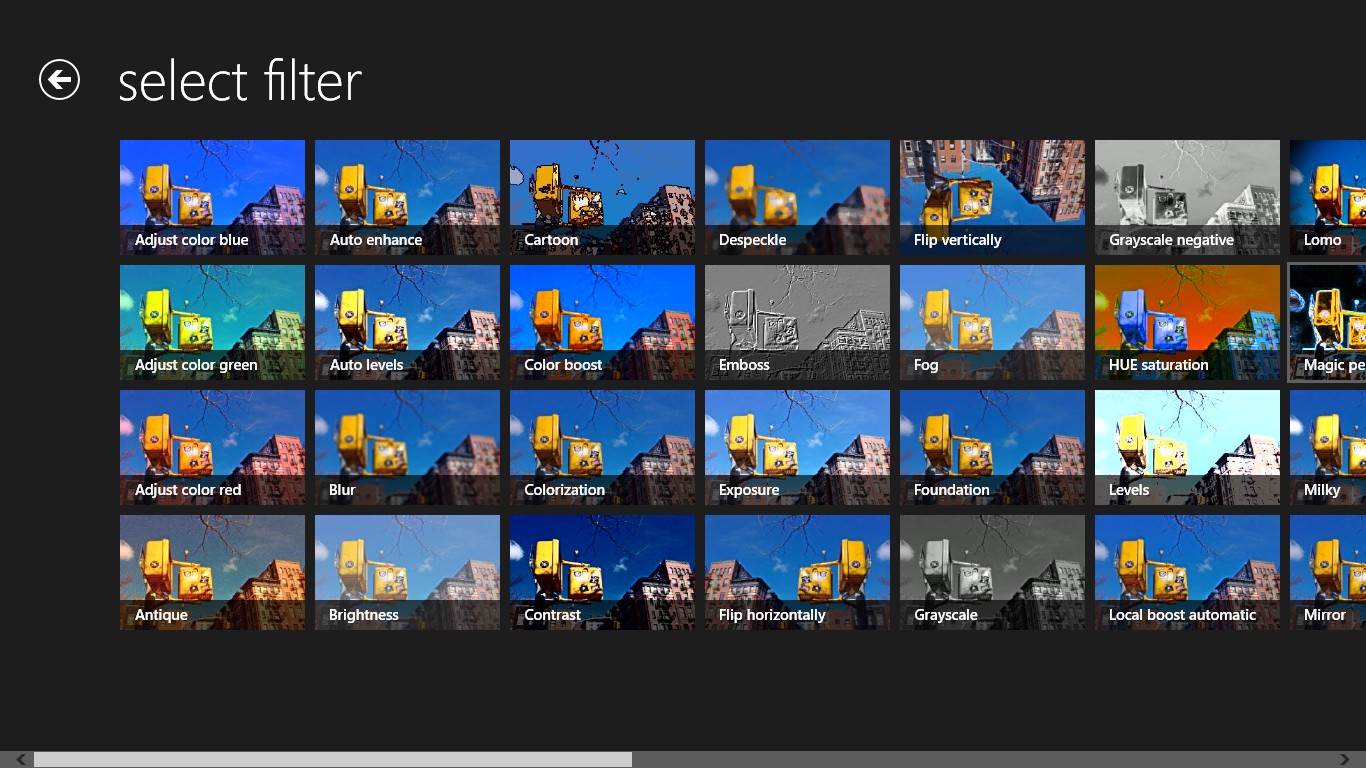 select filter
Adjust color blue
Auto enhance
Cartoon
Despeckle
Flip vertically
Grayscale negative
Lomo
Adjust color green
Auto levels
Color boost
Emboss
Fog
HUE saturation
Magic pe
Adjust color red
Blur
Colorization
Exposure
Foundation
Levels
Milky
Antique
Brightness
Contrast
Flip horizontally
Grayscale
Local boost automatic
Mirror